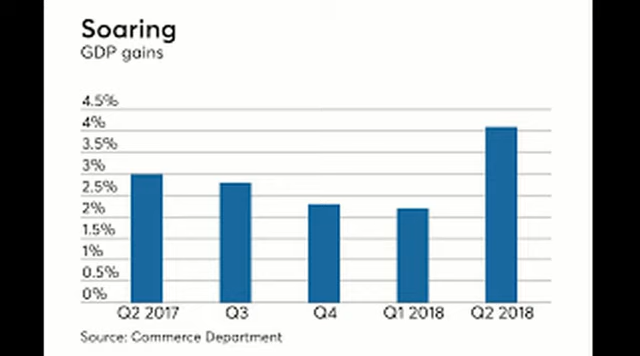 Soaring
GDP gains
4.5%
4%
3.5%
3%
2.5%
2%
1.5%
1%
0.5%
0%
Q2 2017 Q3 Q4 Q1 2018 Q2 2018
Source: Commerce Department